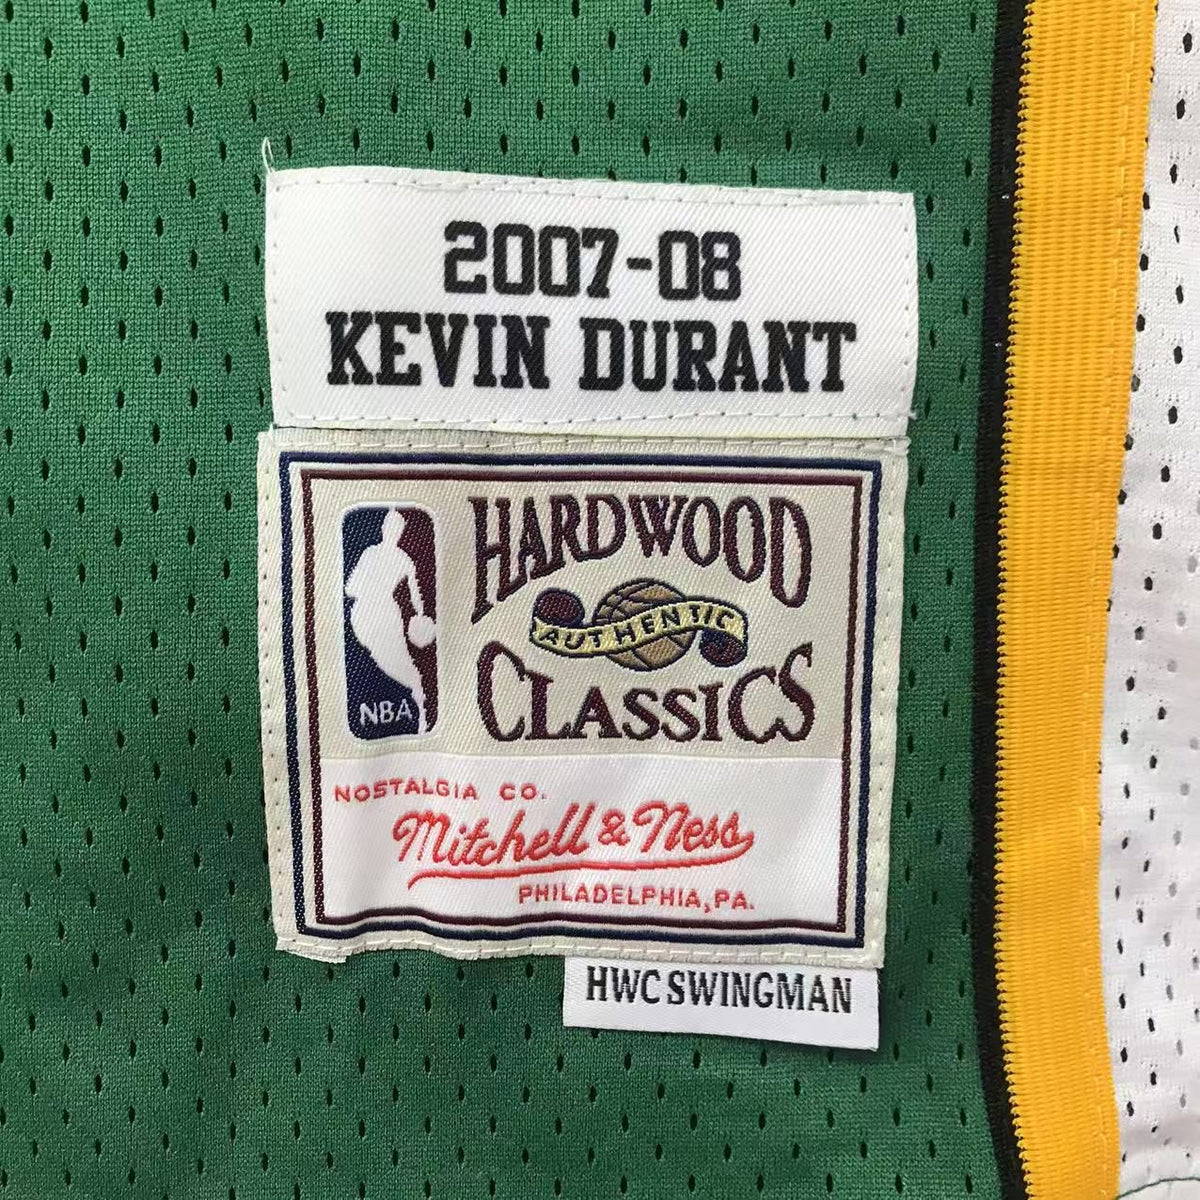 2007-08
KEVIN DURANT
HARDWOOD
AUTHENTIC
CLASSICS
NBA
NOSTALGIA CO.
Mitchell & Ness
PHILADELPHIA, PA.
HWC SWINGMAN